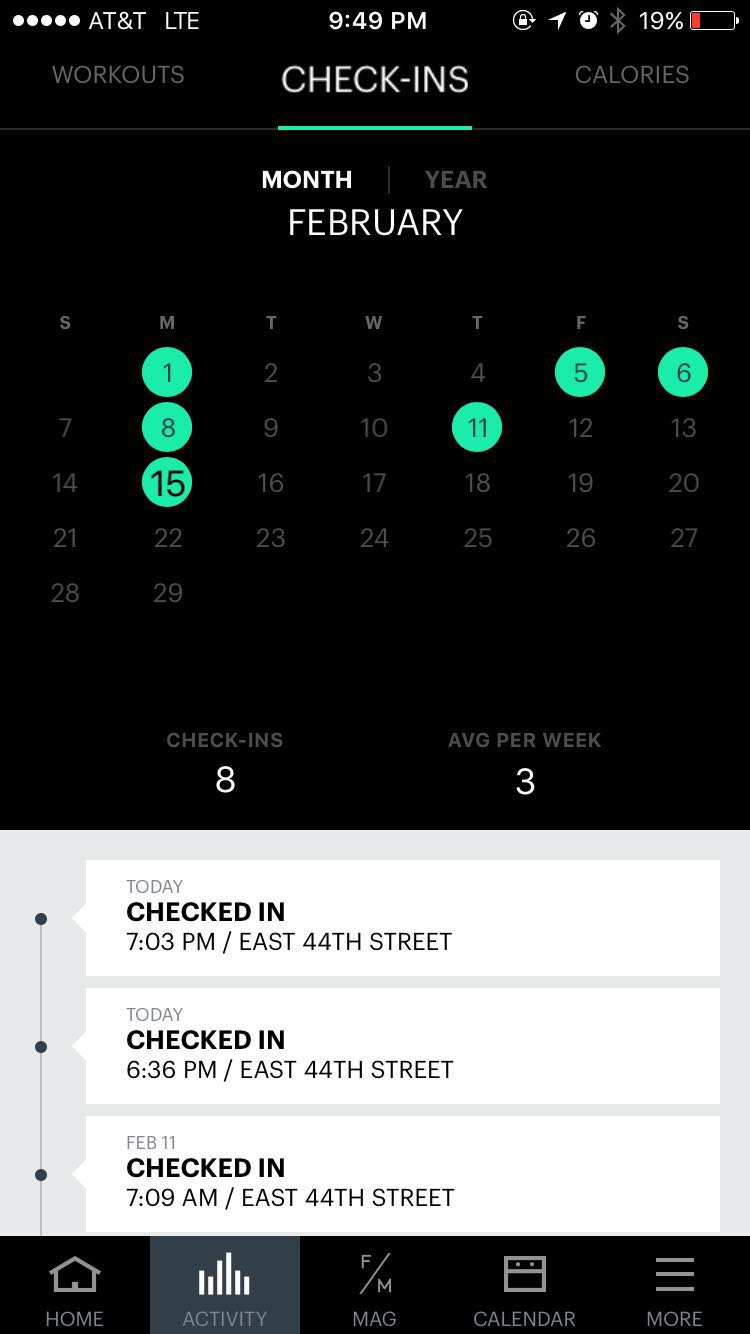 AT&T LTE 9:49 PM 19%
WORKOUTS CHECK-INS CALORIES
MONTH | YEAR
FEBRUARY
S M T W T F S
1 2 3 4 5 6
7 8 9 10 11 12 13
14 15 16 17 18 19 20
21 22 23 24 25 26 27
28 29
CHECK-INS AVG PER WEEK
8 3
TODAY
CHECKED IN
7:03 PM / EAST 44TH STREET
TODAY
CHECKED IN
6:36 PM / EAST 44TH STREET
FEB 11
CHECKED IN
7:09 AM / EAST 44TH STREET
F/M
HOME ACTIVITY MAG CALENDAR MORE